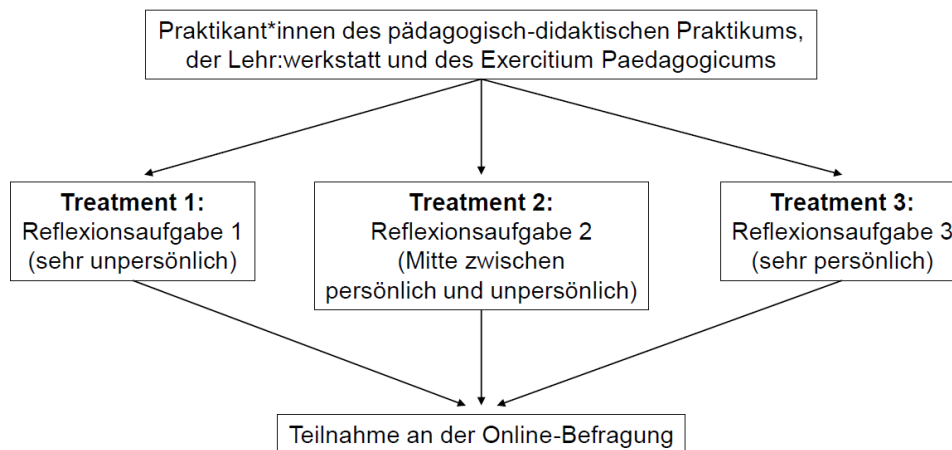 Praktikant*innen des pädagogisch-didaktischen Praktikums,
der Lehr:werkstatt und des Exercitium Paedagogicums
Treatment 1:
Reflexionsaufgabe 1
(sehr unpersönlich)
Treatment 2:
Reflexionsaufgabe 2
(Mitte zwischen
persönlich und unpersönlich)
Treatment 3:
Reflexionsaufgabe 3
(sehr persönlich)
Teilnahme an der Online-Befragung